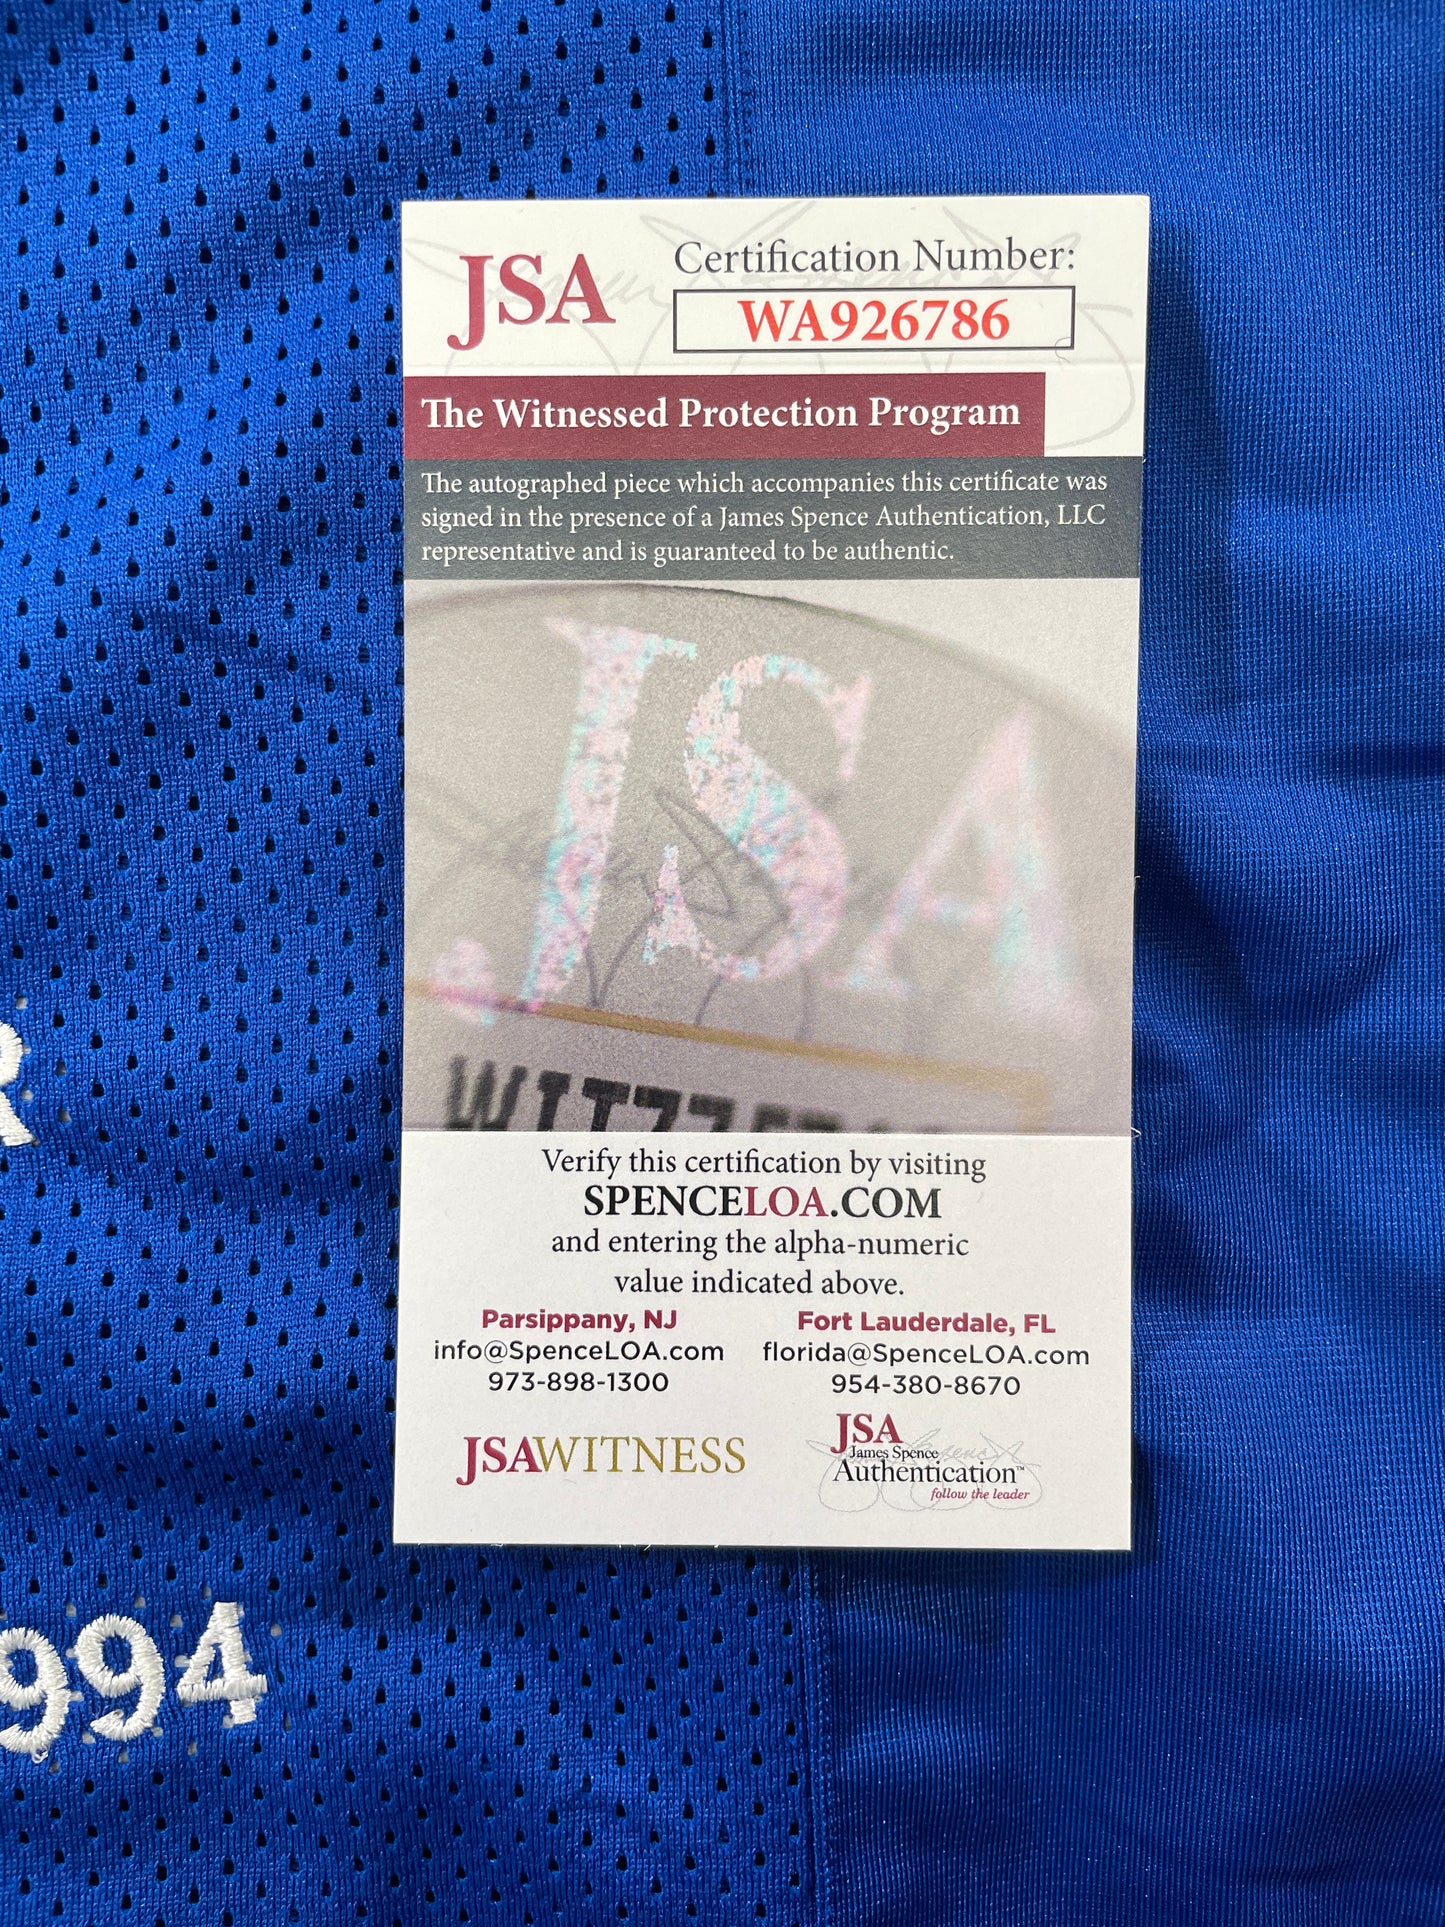 JSA
Certification Number:
WA926786
The Witnessed Protection Program
The autographed piece which accompanies this certificate was
signed in the presence of a James Spence Authentication, LLC
representative and is guaranteed to be authentic.
JSA
Verify this certification by visiting
SPENCELOA.COM
and entering the alpha-numeric
value indicated above.
Parsippany, NJ
info@SpenceLOA.com
973-898-1300
Fort Lauderdale, FL
florida@SpenceLOA.com
954-380-8670
JSAWITNESS
JSA
James Spence
Authentication™
follow the leader
R
994